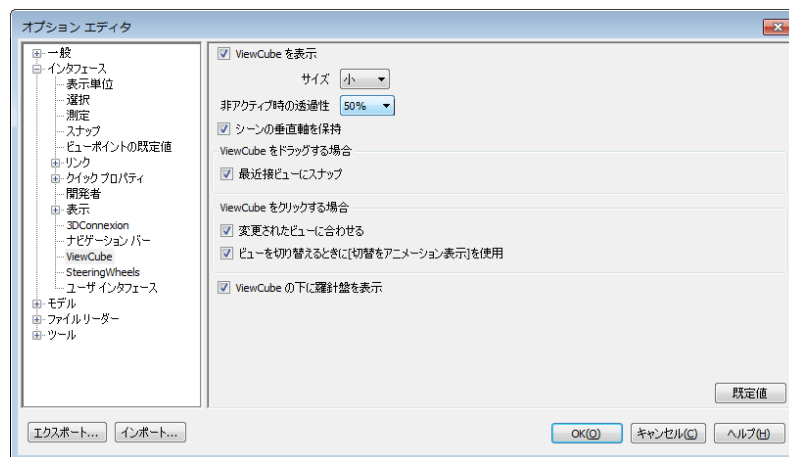 オプション エディタ
一般
インタフェース
表示単位
選択
測定
スナップ
ビューポイントの既定値
リンク
クイック プロパティ
開発者
表示
3DConnexion
ナビゲーション バー
ViewCube
SteeringWheels
ユーザ インタフェース
モデル
ファイル リーダー
ツール
ViewCube を表示
サイズ 小
非アクティブ時の透過性 50%
シーンの垂直軸を保持
ViewCube をドラッグする場合
最近接ビューにスナップ
ViewCube をクリックする場合
変更されたビューに合わせる
ビューを切り替えるときに[切替をアニメーション表示]を使用
ViewCube の下に羅針盤を表示
既定値
エクスポート... インポート... OK(O) キャンセル(C) ヘルプ(H)